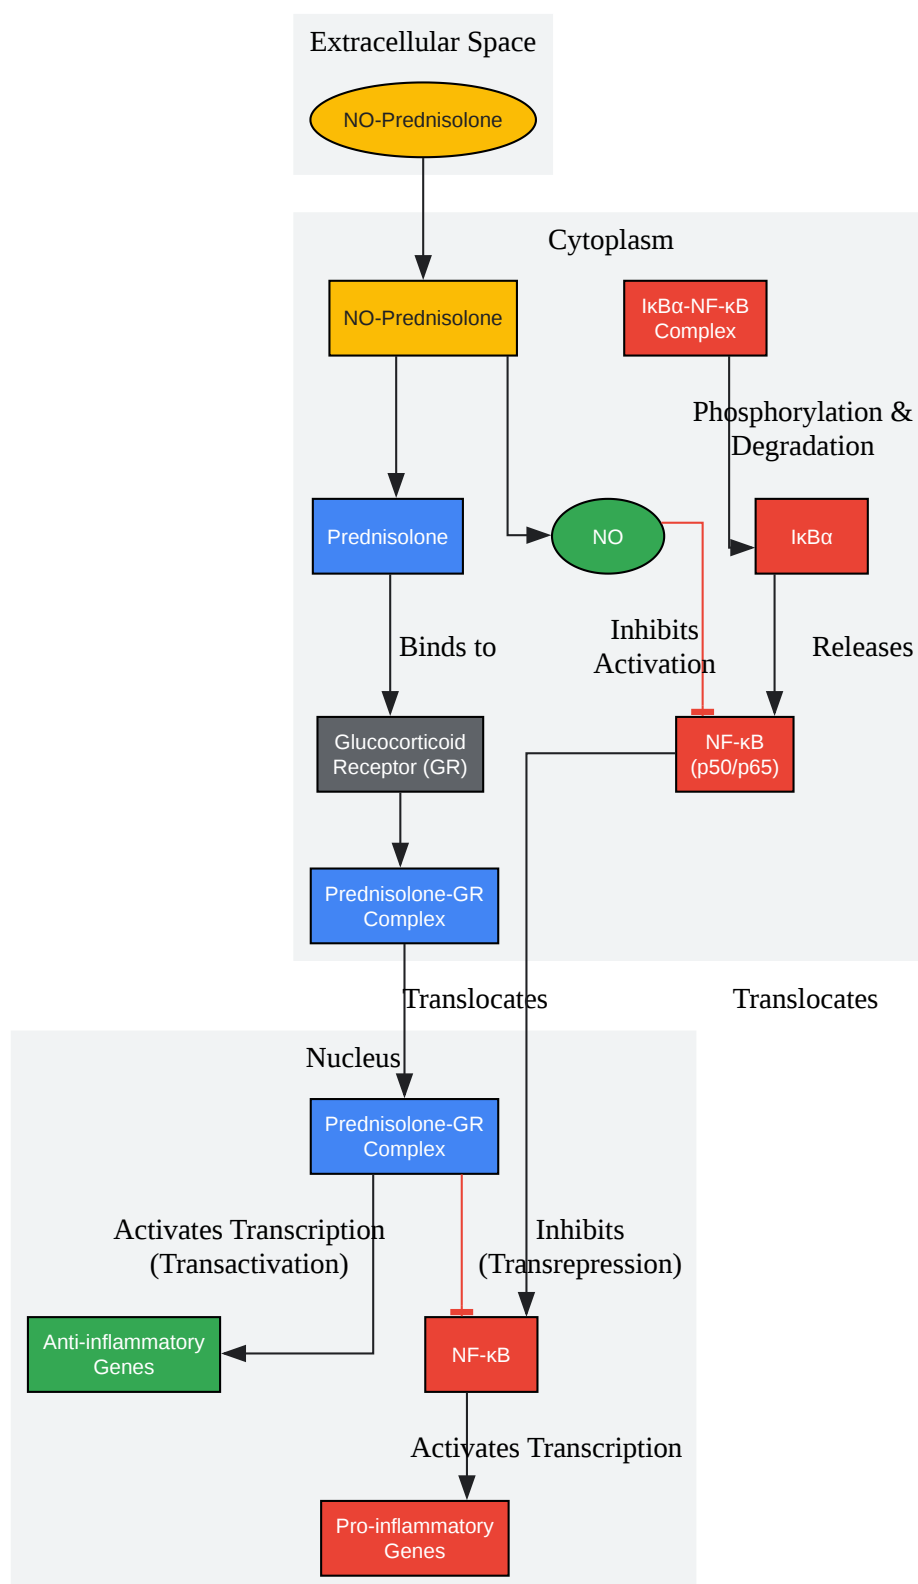 Extracellular Space
NO-Prednisolone
Cytoplasm
NO-Prednisolone
IκBα-NF-κB
Complex
Phosphorylation &
Degradation
Prednisolone
NO
IκBα
Binds to
Inhibits
Activation
Releases
Glucocorticoid
Receptor (GR)
NF-κB
(p50/p65)
Prednisolone-GR
Complex
Translocates
Translocates
Nucleus
Prednisolone-GR
Complex
Activates Transcription
(Transactivation)
Inhibits
(Transrepression)
Anti-inflammatory
Genes
NF-κB
Activates Transcription
Pro-inflammatory
Genes